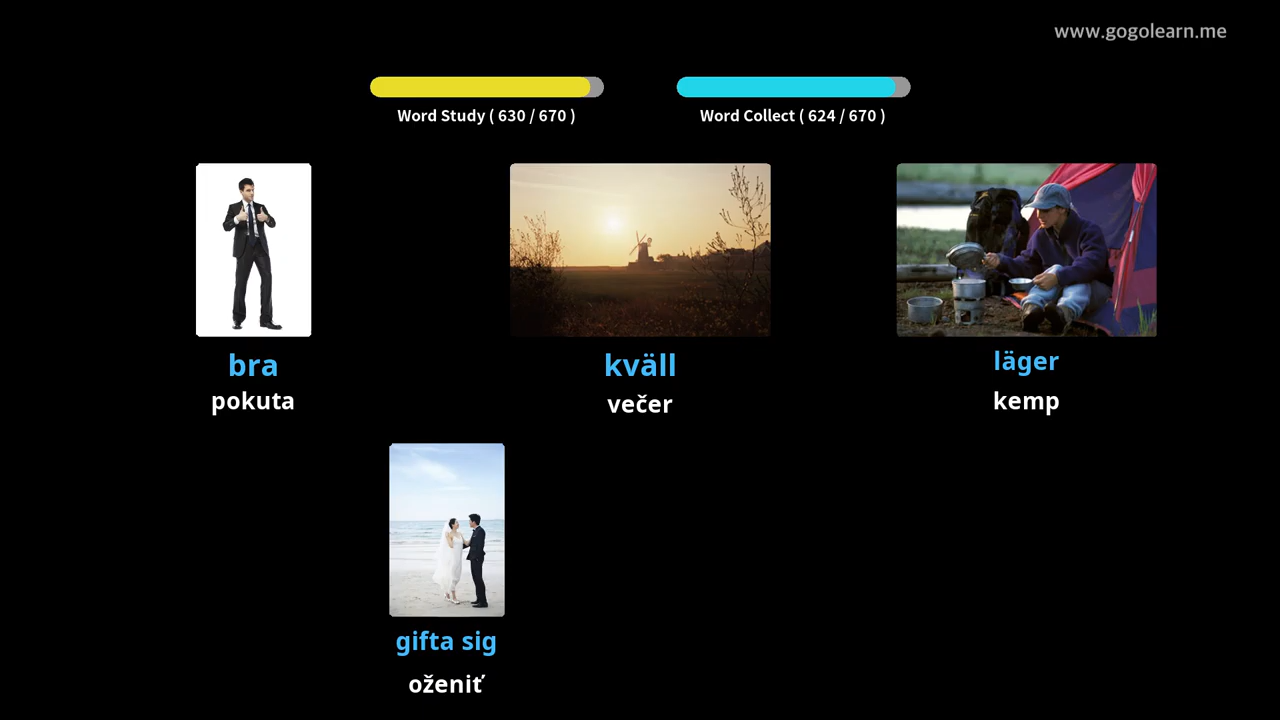 www.gogolearn.me
Word Study ( 630 / 670 )
Word Collect ( 624 / 670 )
bra
pokuta
kväll
večer
läger
kemp
gifta sig
oženiť